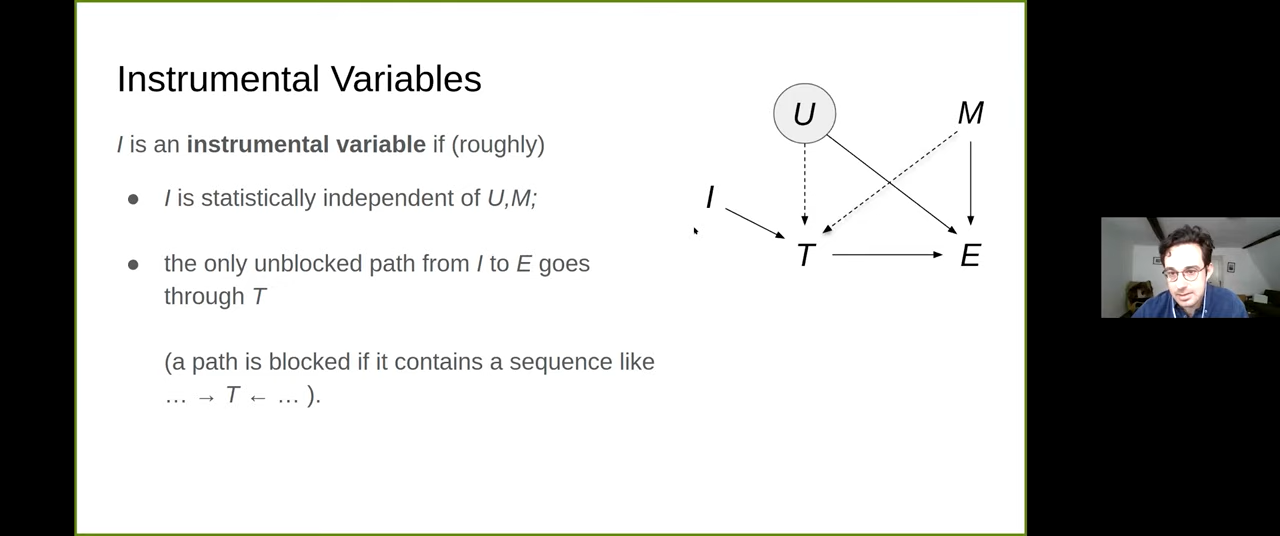 Instrumental Variables
I is an instrumental variable if (roughly)
● I is statistically independent of U,M;
● the only unblocked path from I to E goes
through T
(a path is blocked if it contains a sequence like
… → T ← … ).
U
M
I
T
E